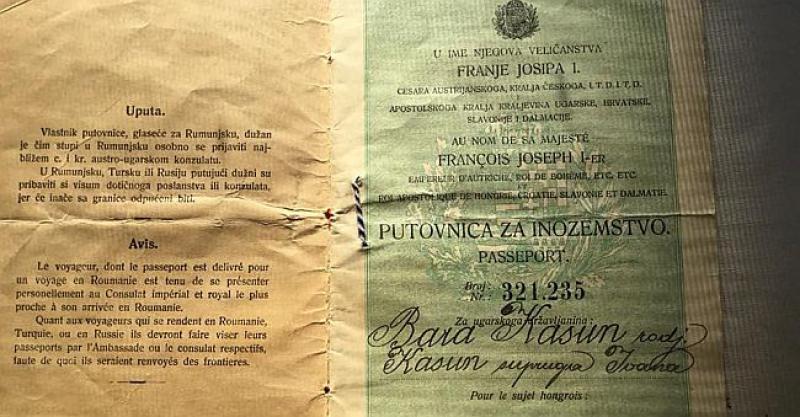 Uputa.
Vlastnik putovnice, glaseće za Rumunjsku, dužan
je čim stupi u Rumunjsku osobno se prijaviti naj-
bližem c. i kr. austro-ugarskom konzulatu.
U Rumunjsku, Tursku ili Rusiju putujući dužni su
pribaviti si visum dotičnoga poslanstva ili konzulata,
jer će inače sa granice odpućeni biti.
Avis.
Le voyageur, dont le passeport est delivré pour
un voyage en Roumanie est tenu de se présenter
personellement au Consulat impérial et royal le plus
proche à son arrivée en Roumanie.
Quant aux voyageurs qui se rendent en Roumanie,
Turquie, ou en Russie ils devront faire viser leurs
passeports par l'Ambassade ou le consulat respectifs,
faute de quoi ils seraient renvoyés des frontieres.
U IME NJEGOVA VELIČANSTVA
FRANJE JOSIPA I.
CESARA AUSTRIJANSKOGA, KRALJA ČESKOGA, I. T. D. I T. D.
I
APOSTOLSKOGA KRALJA KRALJEVINA UGARSKE, HRVATSKE,
SLAVONIJE I DALMACIJE.
AU NOM DE SA MAJESTÉ
FRANÇOIS JOSEPH I-ER
EMPEREUR D'AUTRICHE, ROI DE BOHÊME, ETC. ETC.
ET
ROI APOSTOLIQUE DE HONGRIE, CROATIE, SLAVONIE ET DALMATIE.
PUTOVNICA ZA INOZEMSTVO.
PASSEPORT.
Broj:
Nr.: 321.235
Za ugarskoga državljanina:
Bara Kasun rodj.
Kasun supruga Ivana
Pour le sujet hongrois: